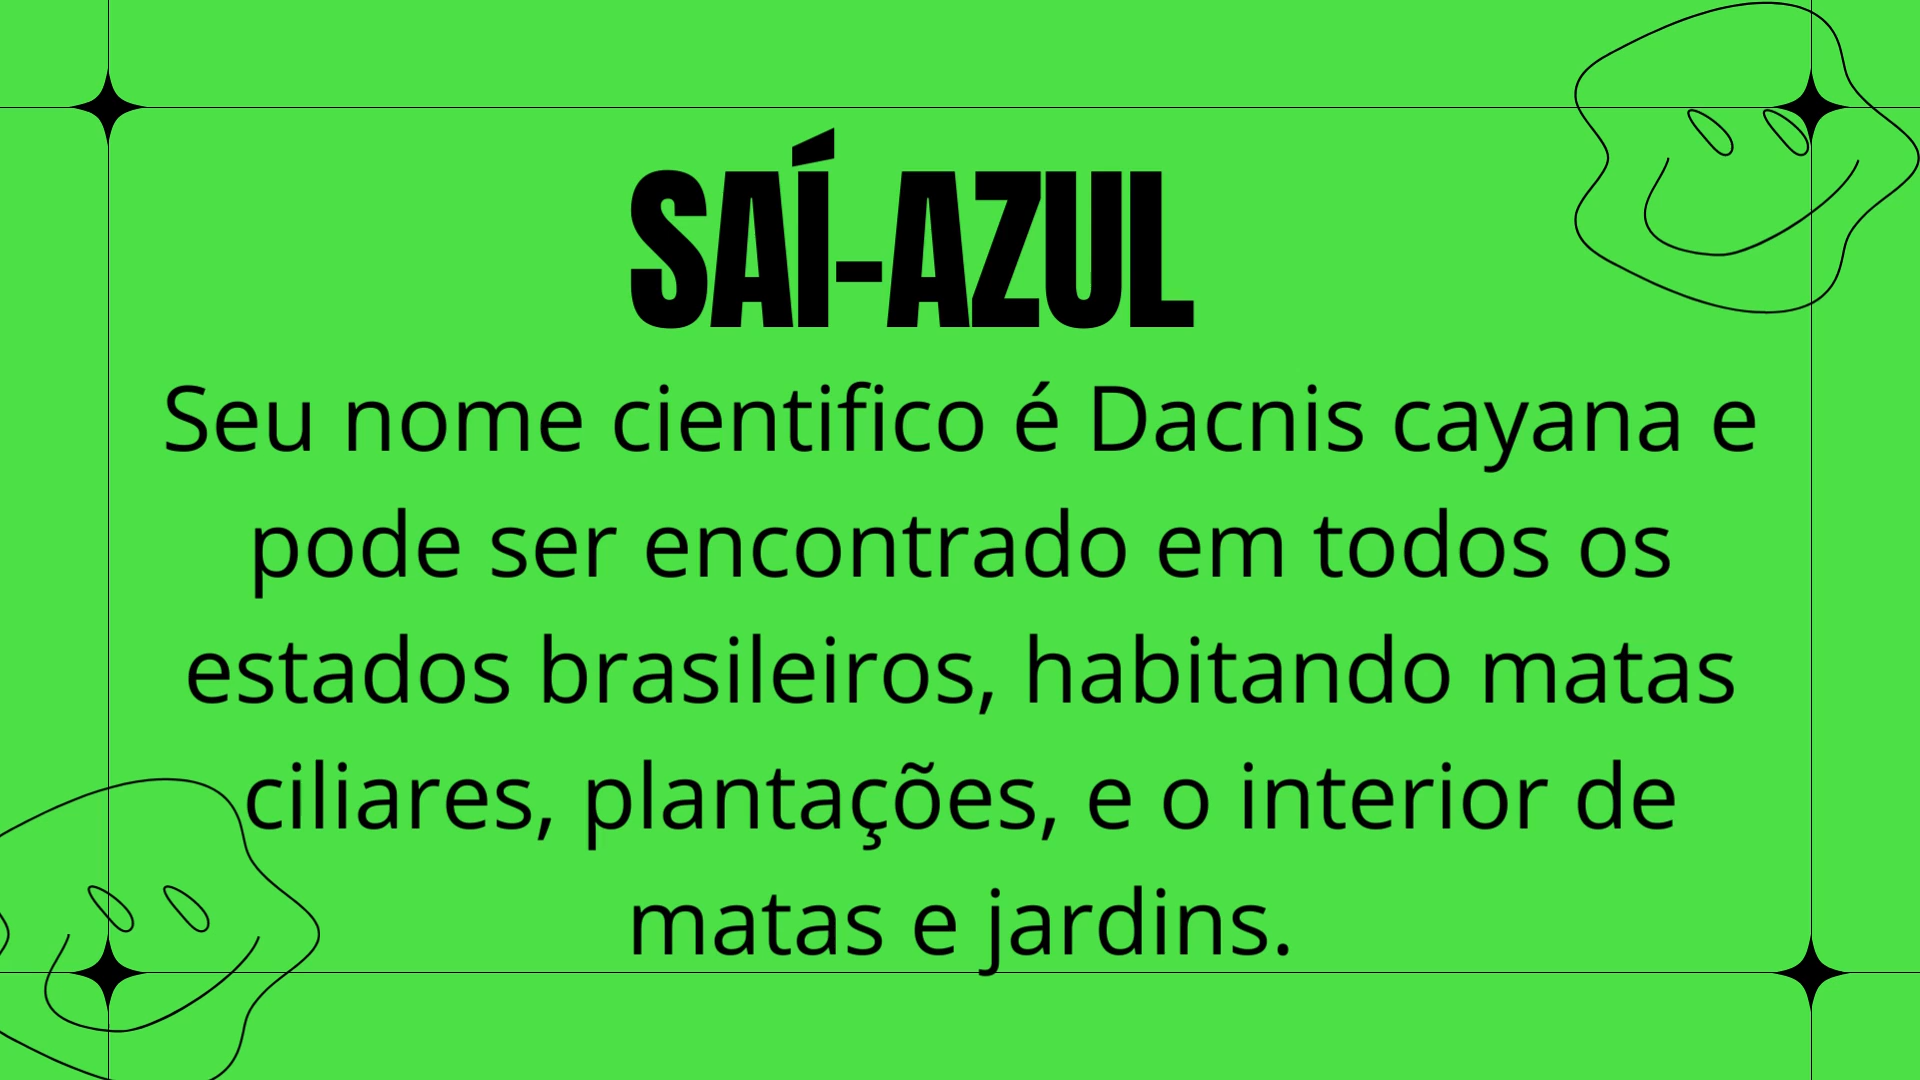 SAÍ-AZUL
Seu nome cientifico é Dacnis cayana e
pode ser encontrado em todos os
estados brasileiros, habitando matas
ciliares, plantações, e o interior de
matas e jardins.